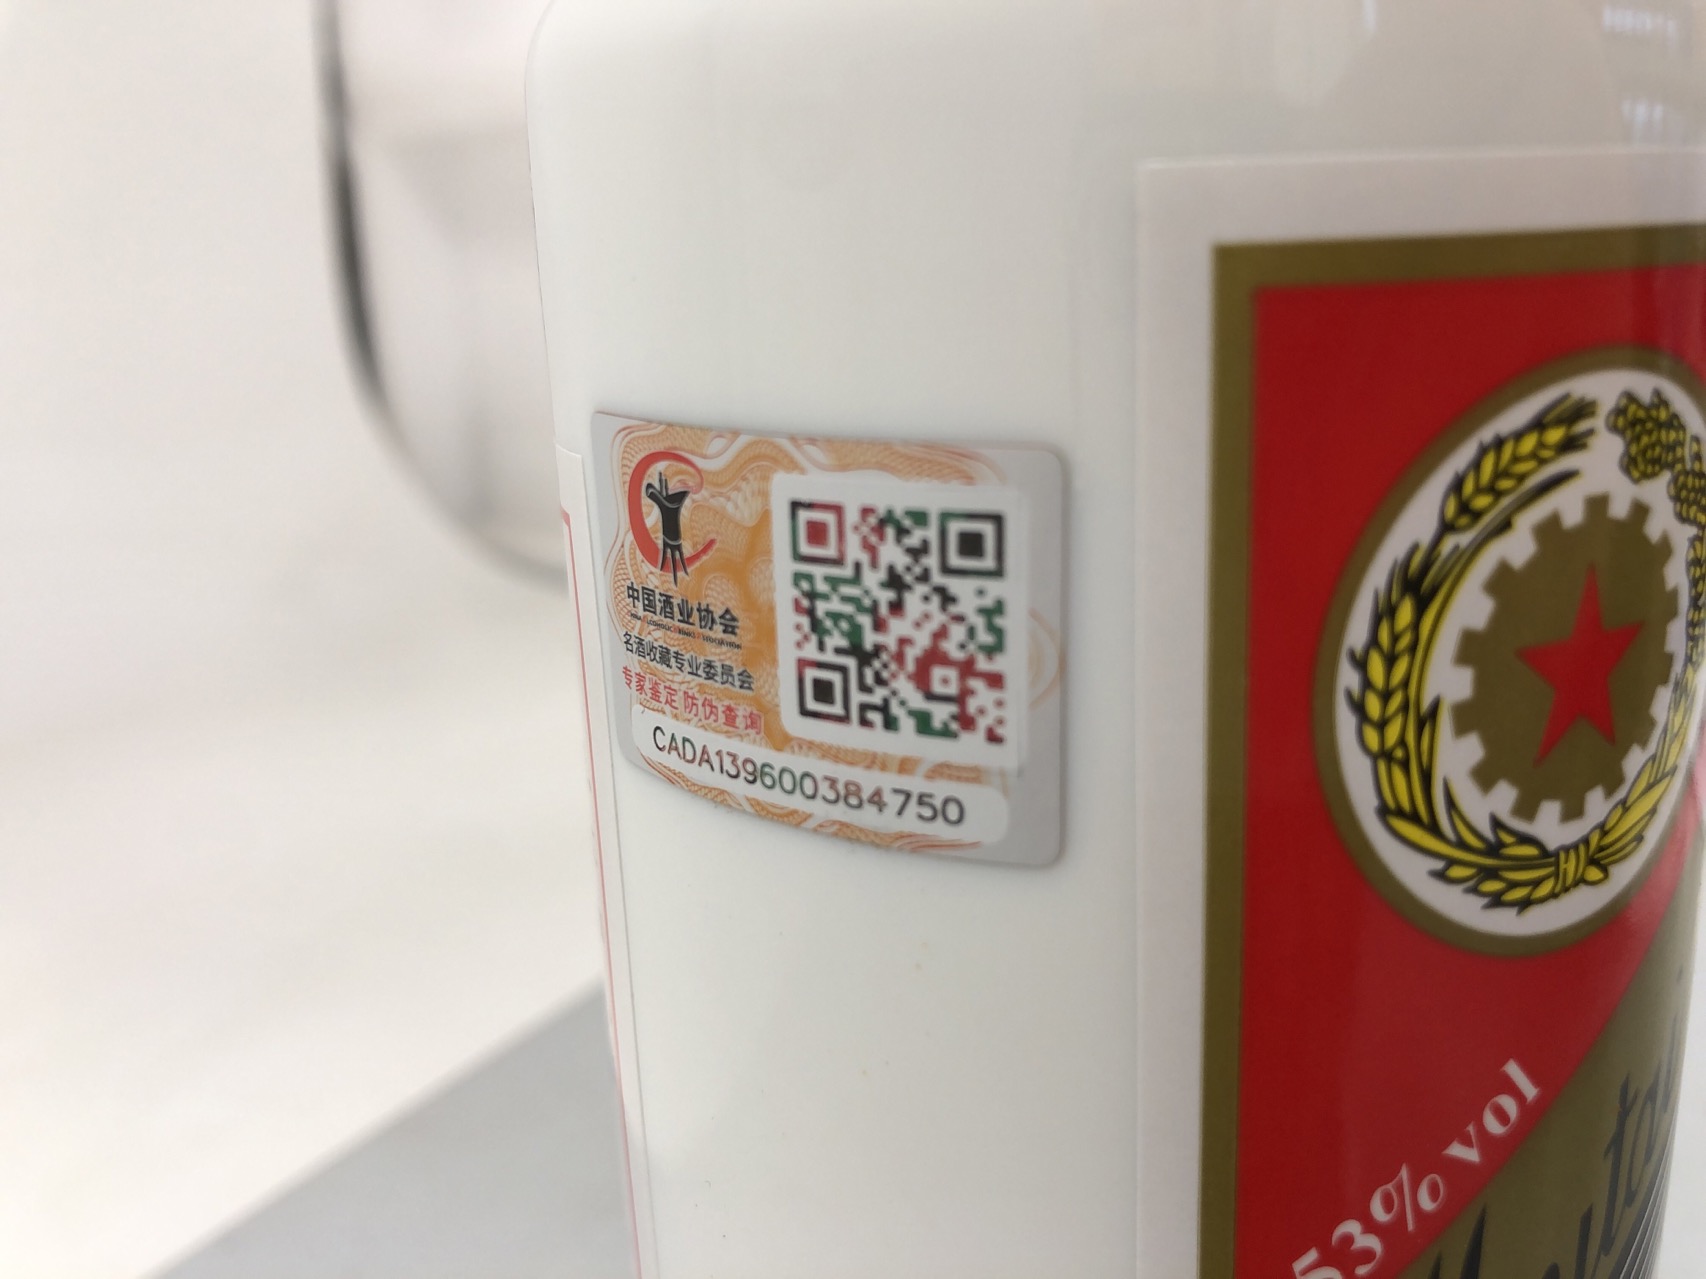 中国酒业协会
名酒收藏专业委员会
专家鉴定 防伪查询
CADA139600384750
53% vol